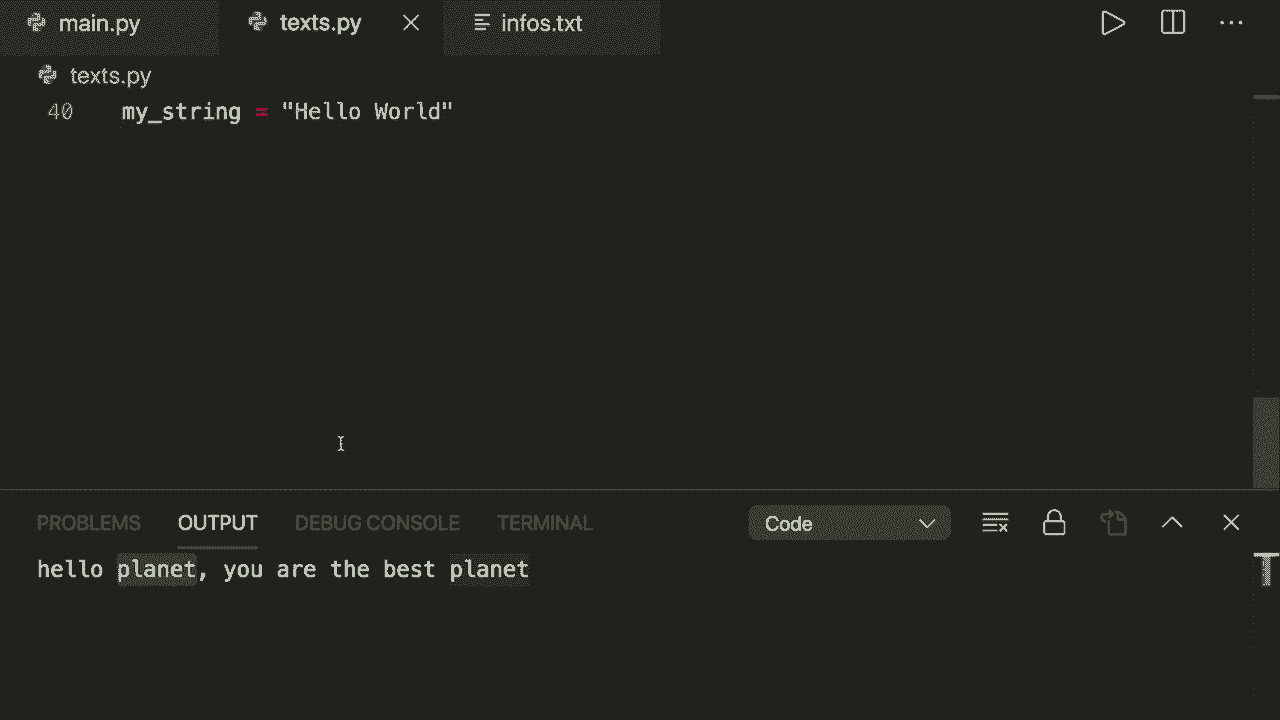 main.py texts.py infos.txt
texts.py
40 my_string = "Hello World"
PROBLEMS OUTPUT DEBUG CONSOLE TERMINAL Code
hello planet, you are the best planet
T